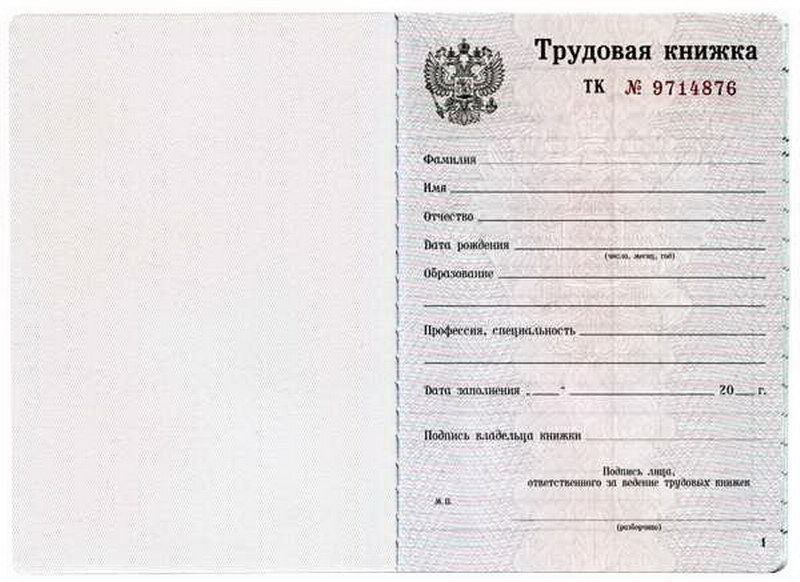 Трудовая книжка
ТК № 9714876
Фамилия
Имя
Отчество
Дата рождения
(число, месяц, год)
Образование
Профессия, специальность
Дата заполнения „ “ 20 г.
Подпись владельца книжки
Подпись лица,
ответственного за ведение трудовых книжек
М.П.
(разборчиво)
1